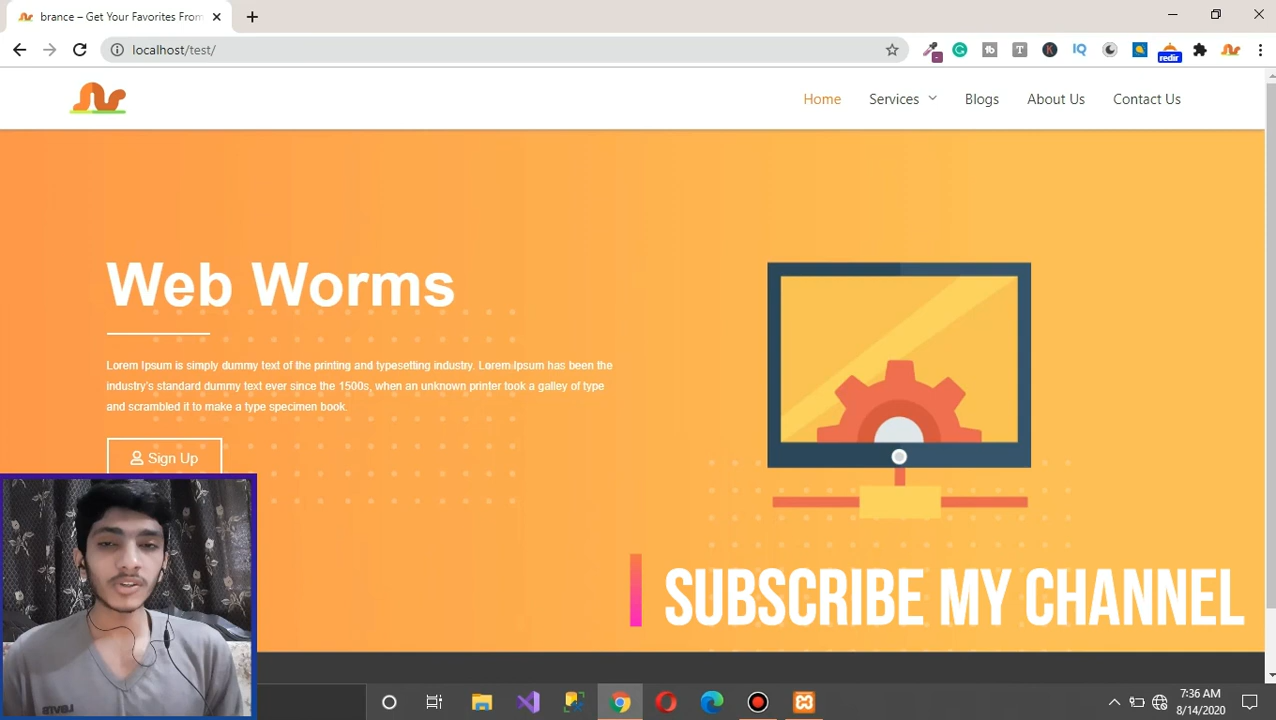 brance – Get Your Favorites From
localhost/test/
redir
Home
Services
Blogs
About Us
Contact Us
Web Worms
Lorem Ipsum is simply dummy text of the printing and typesetting industry. Lorem Ipsum has been the
industry's standard dummy text ever since the 1500s, when an unknown printer took a galley of type
and scrambled it to make a type specimen book.
Sign Up
SUBSCRIBE MY CHANNEL
7:36 AM
8/14/2020